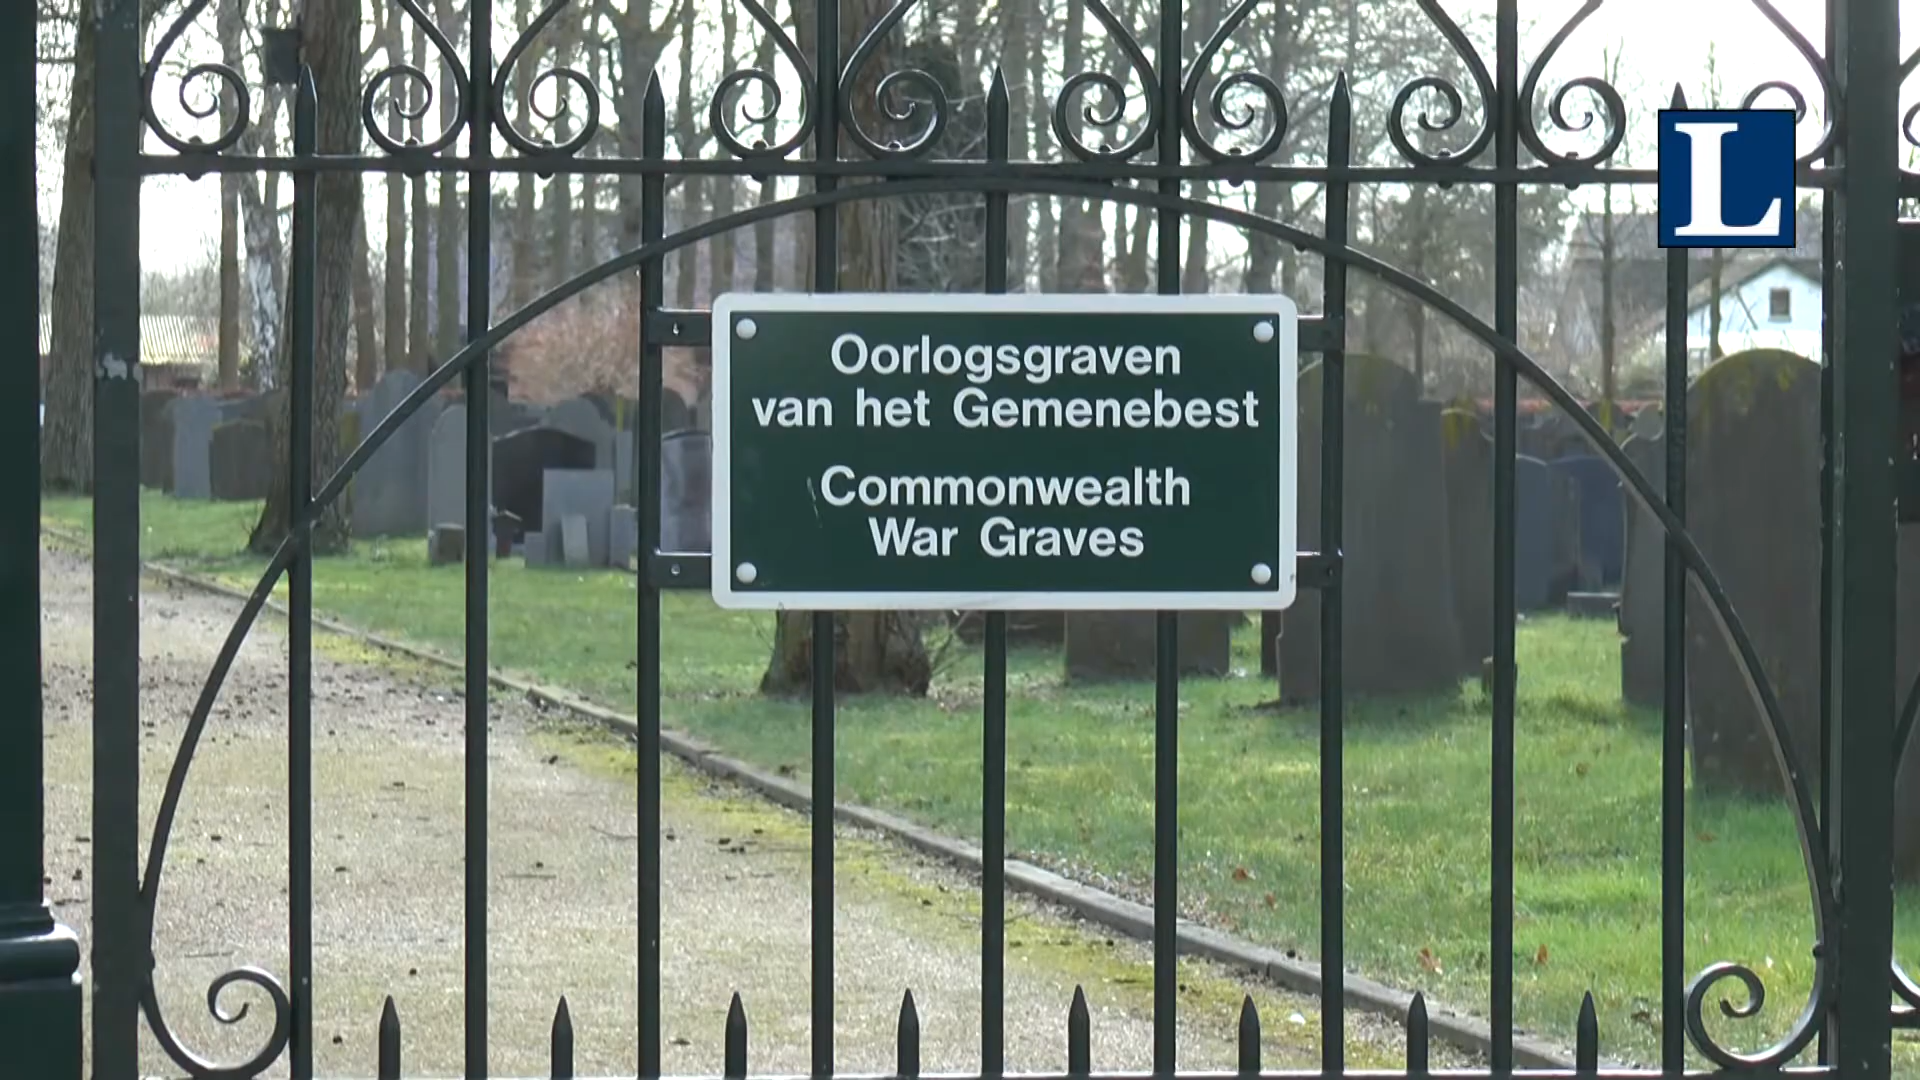 L
Oorlogsgraven
van het Gemenebest
Commonwealth
War Graves